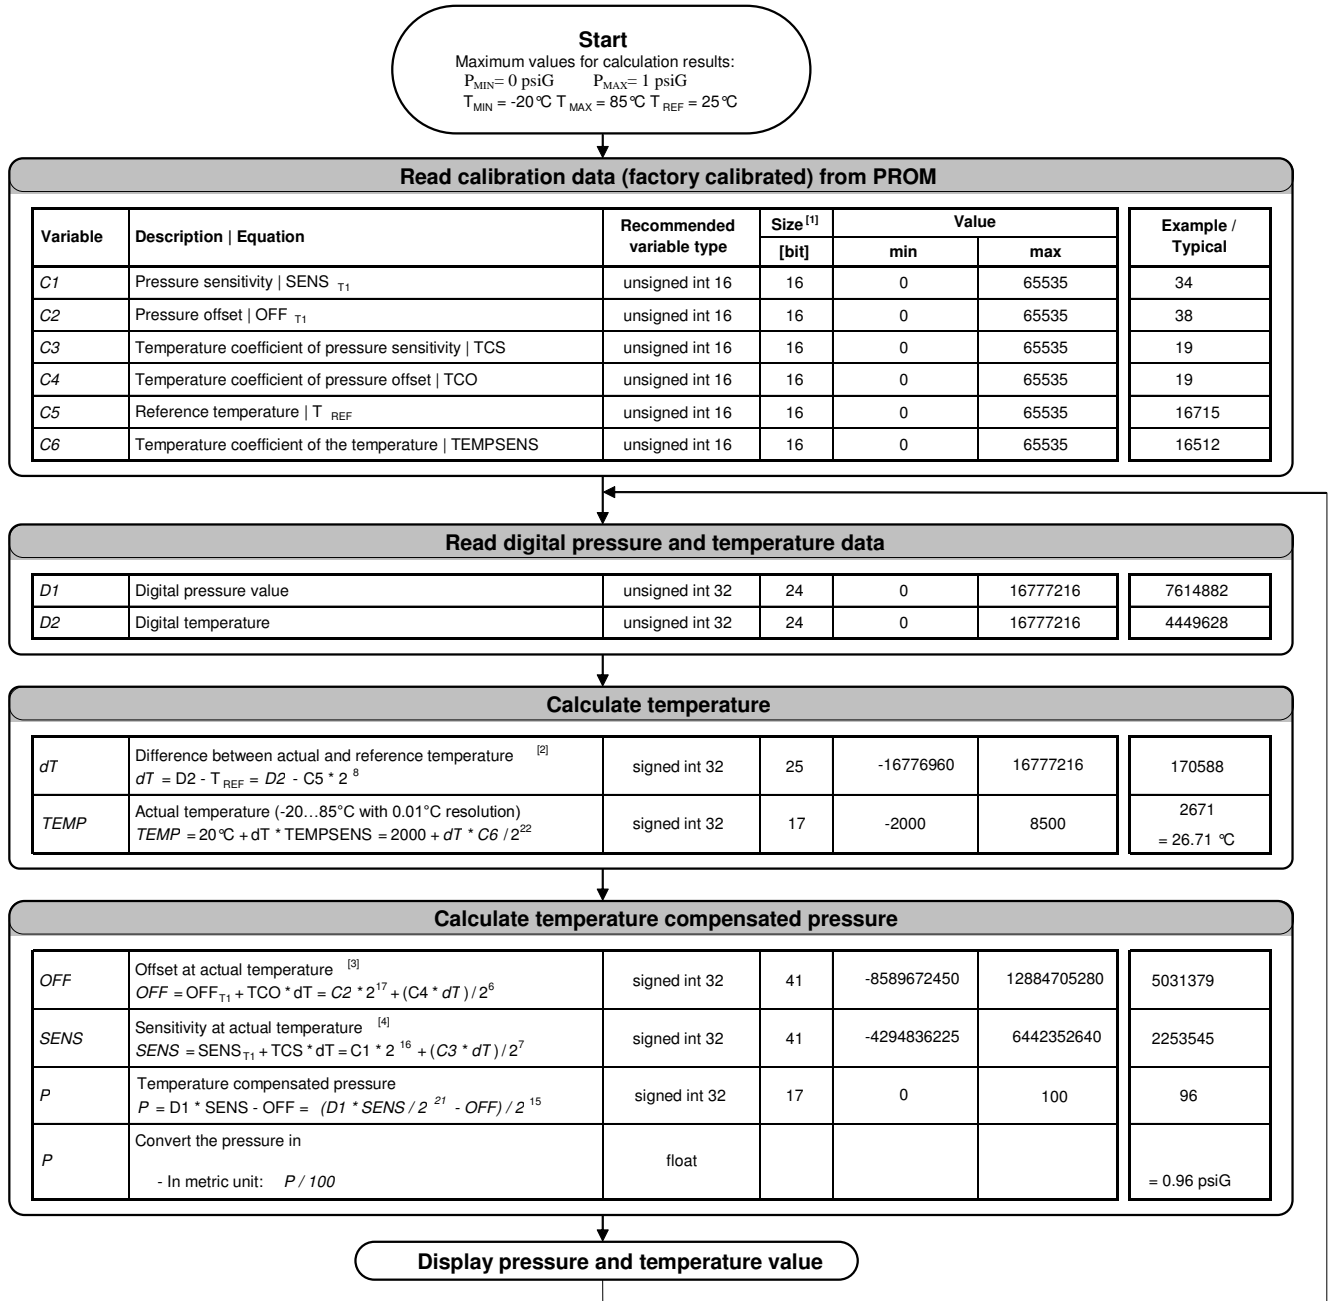 Start
Maximum values for calculation results:
PMIN= 0 psiG PMAX= 1 psiG
TMIN = -20°C T MAX = 85°C T REF = 25°C
Read calibration data (factory calibrated) from PROM
Variable Description | Equation Recommended variable type Size [1] [bit] Value min max Example / Typical
C1 Pressure sensitivity | SENS T1 unsigned int 16 16 0 65535 34
C2 Pressure offset | OFF T1 unsigned int 16 16 0 65535 38
C3 Temperature coefficient of pressure sensitivity | TCS unsigned int 16 16 0 65535 19
C4 Temperature coefficient of pressure offset | TCO unsigned int 16 16 0 65535 19
C5 Reference temperature | T REF unsigned int 16 16 0 65535 16715
C6 Temperature coefficient of the temperature | TEMPSENS unsigned int 16 16 0 65535 16512
Read digital pressure and temperature data
D1 Digital pressure value unsigned int 32 24 0 16777216 7614882
D2 Digital temperature unsigned int 32 24 0 16777216 4449628
Calculate temperature
dT Difference between actual and reference temperature [2]
dT = D2 - T REF = D2 - C5 * 2 8 signed int 32 25 -16776960 16777216 170588
TEMP Actual temperature (-20…85°C with 0.01°C resolution)
TEMP = 20°C + dT * TEMPSENS = 2000 + dT * C6 / 2^22 signed int 32 17 -2000 8500 2671
= 26.71 °C
Calculate temperature compensated pressure
OFF Offset at actual temperature [3]
OFF = OFFT1 + TCO * dT = C2 * 2^17 + (C4 * dT ) / 2^6 signed int 32 41 -8589672450 12884705280 5031379
SENS Sensitivity at actual temperature [4]
SENS = SENST1 + TCS * dT = C1 * 2 16 + (C3 * dT ) / 2^7 signed int 32 41 -4294836225 6442352640 2253545
P Temperature compensated pressure
P = D1 * SENS - OFF = (D1 * SENS / 2 21 - OFF) / 2 15 signed int 32 17 0 100 96
P Convert the pressure in float
- In metric unit: P / 100 = 0.96 psiG
Display pressure and temperature value